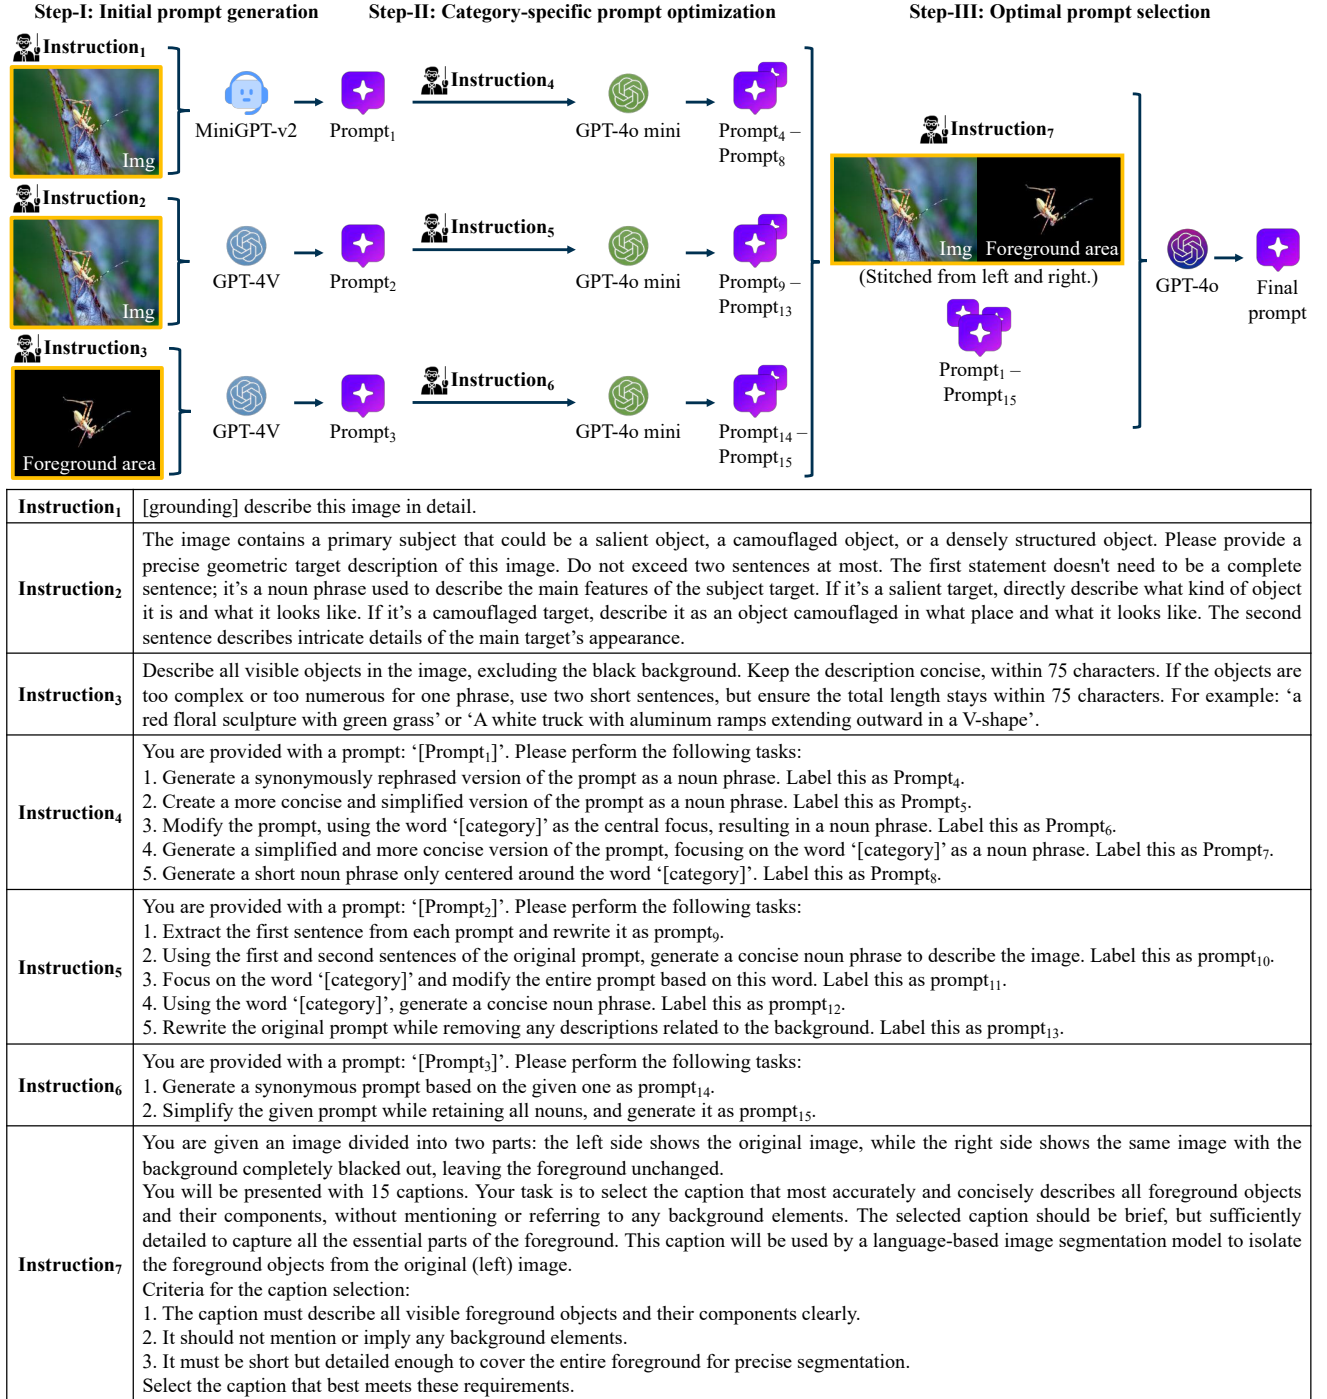 Step-I: Initial prompt generation
Step-II: Category-specific prompt optimization
Step-III: Optimal prompt selection
Instruction₁
Img
MiniGPT-v2
Prompt₁
Instruction₄
GPT-4o mini
Prompt₄ –
Prompt₈
Instruction₂
Img
GPT-4V
Prompt₂
Instruction₅
GPT-4o mini
Prompt₉ –
Prompt₁₃
Instruction₃
Foreground area
GPT-4V
Prompt₃
Instruction₆
GPT-4o mini
Prompt₁₄ –
Prompt₁₅
Instruction₇
Img
Foreground area
(Stitched from left and right.)
Prompt₁ –
Prompt₁₅
GPT-4o
Final
prompt
Instruction₁
[grounding] describe this image in detail.
Instruction₂
The image contains a primary subject that could be a salient object, a camouflaged object, or a densely structured object. Please provide a
precise geometric target description of this image. Do not exceed two sentences at most. The first statement doesn't need to be a complete
sentence; it's a noun phrase used to describe the main features of the subject target. If it's a salient target, directly describe what kind of object
it is and what it looks like. If it's a camouflaged target, describe it as an object camouflaged in what place and what it looks like. The second
sentence describes intricate details of the main target's appearance.
Instruction₃
Describe all visible objects in the image, excluding the black background. Keep the description concise, within 75 characters. If the objects are
too complex or too numerous for one phrase, use two short sentences, but ensure the total length stays within 75 characters. For example: ‘a
red floral sculpture with green grass’ or ‘A white truck with aluminum ramps extending outward in a V-shape’.
Instruction₄
You are provided with a prompt: ‘[Prompt₁]’. Please perform the following tasks:
1. Generate a synonymously rephrased version of the prompt as a noun phrase. Label this as Prompt₄.
2. Create a more concise and simplified version of the prompt as a noun phrase. Label this as Prompt₅.
3. Modify the prompt, using the word ‘[category]’ as the central focus, resulting in a noun phrase. Label this as Prompt₆.
4. Generate a simplified and more concise version of the prompt, focusing on the word ‘[category]’ as a noun phrase. Label this as Prompt₇.
5. Generate a short noun phrase only centered around the word ‘[category]’. Label this as Prompt₈.
Instruction₅
You are provided with a prompt: ‘[Prompt₂]’. Please perform the following tasks:
1. Extract the first sentence from each prompt and rewrite it as prompt₉.
2. Using the first and second sentences of the original prompt, generate a concise noun phrase to describe the image. Label this as prompt₁₀.
3. Focus on the word ‘[category]’ and modify the entire prompt based on this word. Label this as prompt₁₁.
4. Using the word ‘[category]’, generate a concise noun phrase. Label this as prompt₁₂.
5. Rewrite the original prompt while removing any descriptions related to the background. Label this as prompt₁₃.
Instruction₆
You are provided with a prompt: ‘[Prompt₃]’. Please perform the following tasks:
1. Generate a synonymous prompt based on the given one as prompt₁₄.
2. Simplify the given prompt while retaining all nouns, and generate it as prompt₁₅.
Instruction₇
You are given an image divided into two parts: the left side shows the original image, while the right side shows the same image with the
background completely blacked out, leaving the foreground unchanged.
You will be presented with 15 captions. Your task is to select the caption that most accurately and concisely describes all foreground objects
and their components, without mentioning or referring to any background elements. The selected caption should be brief, but sufficiently
detailed to capture all the essential parts of the foreground. This caption will be used by a language-based image segmentation model to isolate
the foreground objects from the original (left) image.
Criteria for the caption selection:
1. The caption must describe all visible foreground objects and their components clearly.
2. It should not mention or imply any background elements.
3. It must be short but detailed enough to cover the entire foreground for precise segmentation.
Select the caption that best meets these requirements.